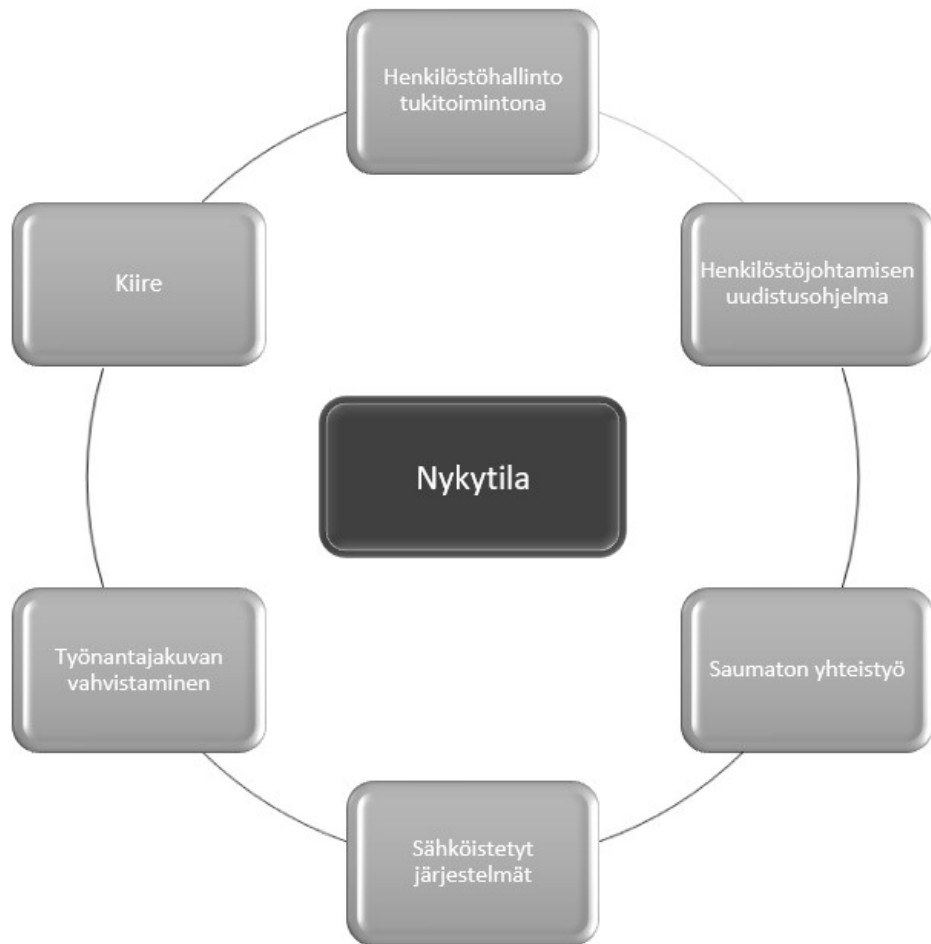 Henkilöstöhallinto
tukitoimintona
Henkilöstöjohtamisen
uudistusohjelma
Saumaton yhteistyö
Sähköistetyt
järjestelmät
Työnantajakuvan
vahvistaminen
Kiire
Nykytila